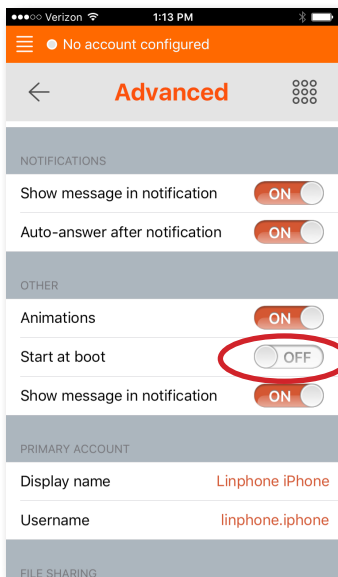 Verizon 1:13 PM
No account configured
Advanced
NOTIFICATIONS
Show message in notification ON
Auto-answer after notification ON
OTHER
Animations ON
Start at boot OFF
Show message in notification ON
PRIMARY ACCOUNT
Display name Linphone iPhone
Username linphone.iphone
FILE SHARING